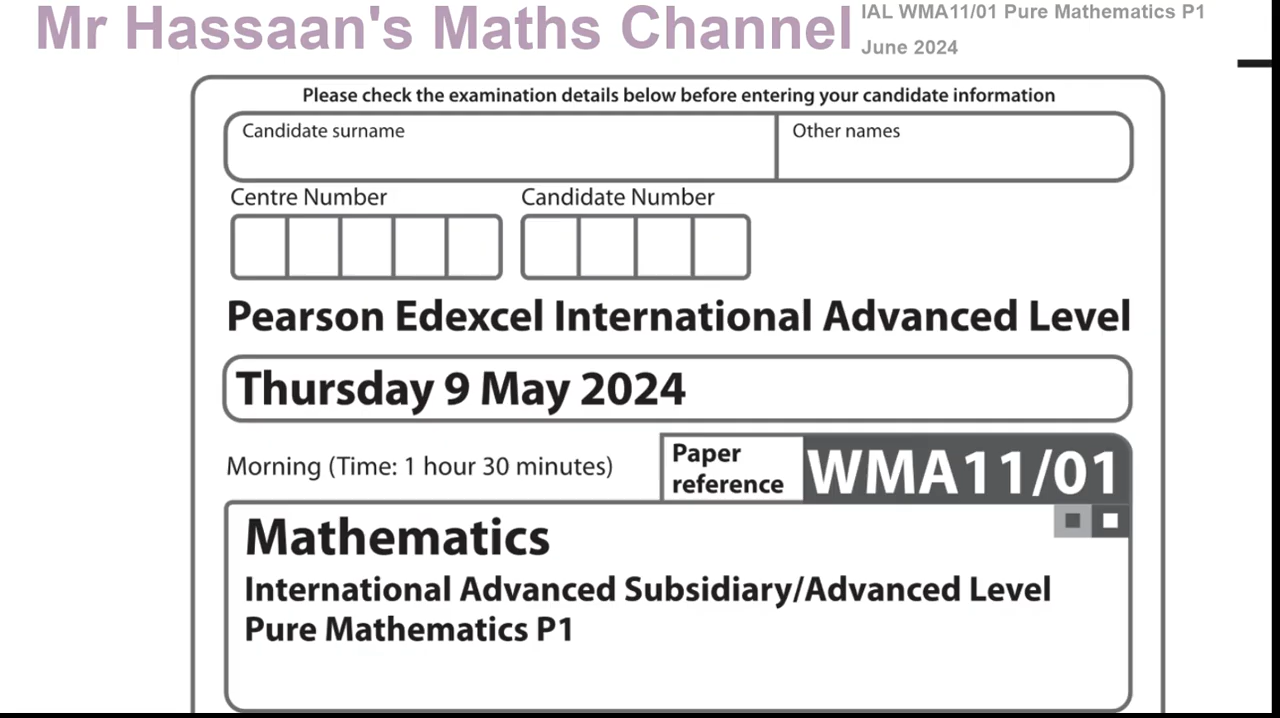 Mr Hassaan's Maths Channel
IAL WMA11/01 Pure Mathematics P1
June 2024
Please check the examination details below before entering your candidate information
Candidate surname
Other names
Centre Number
Candidate Number
Pearson Edexcel International Advanced Level
Thursday 9 May 2024
Morning (Time: 1 hour 30 minutes)
Paper
reference
WMA11/01
Mathematics
International Advanced Subsidiary/Advanced Level
Pure Mathematics P1